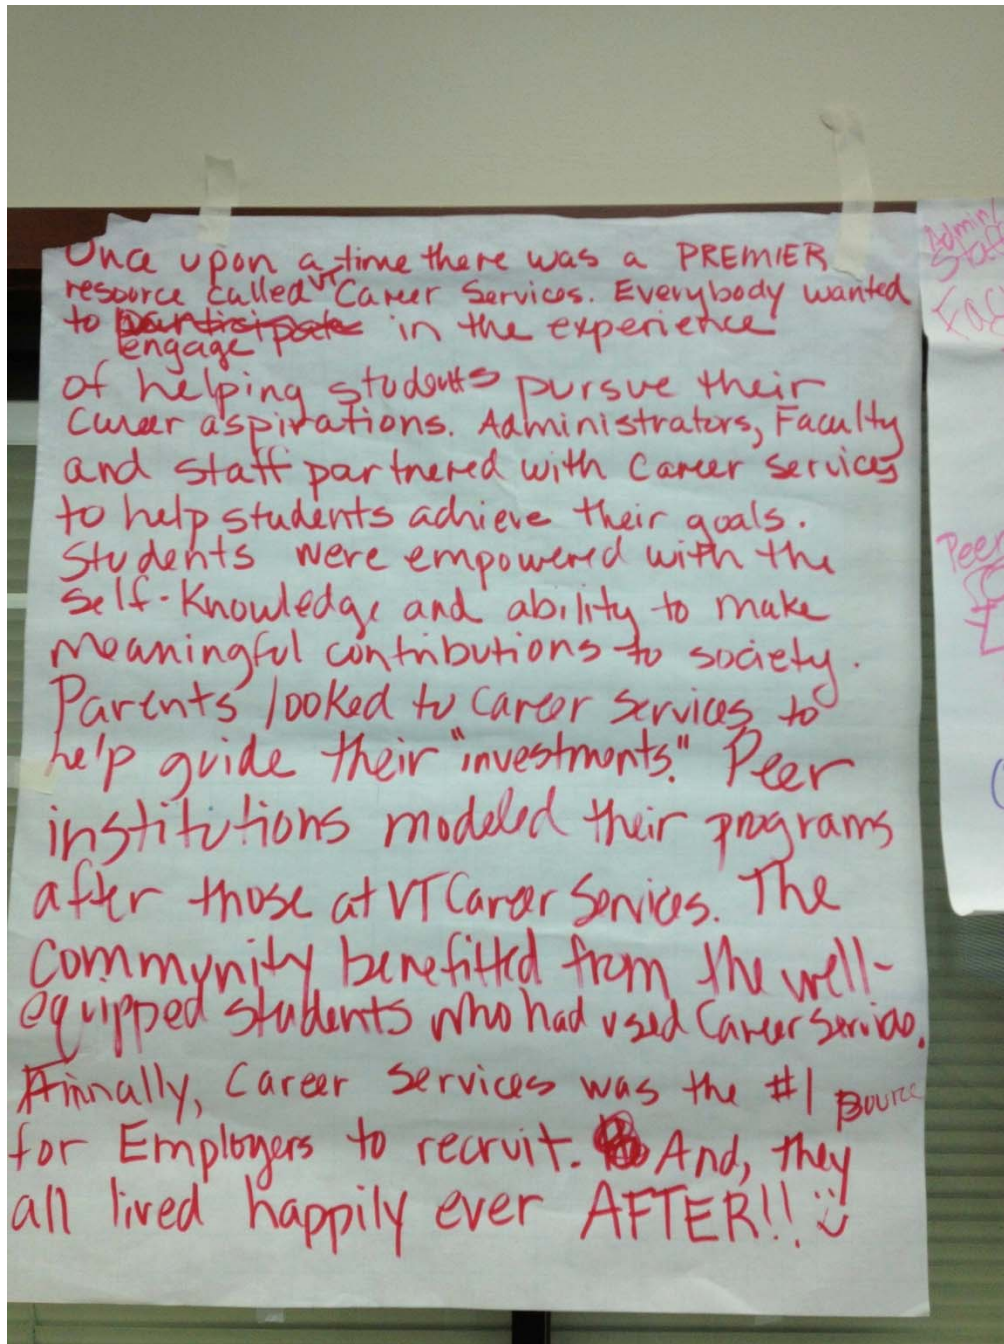 Once upon a time there was a PREMIER
resource called VT Career Services. Everybody wanted
to participate in the experience
engage
of helping students pursue their
Career aspirations. Administrators, Faculty
and staff partnered with Career services
to help students achieve their goals.
Students were empowered with the
Self-Knowledge and ability to make
Meaningful contributions to society.
Parents looked to career services to
help guide their "investments." Peer
institutions modeled their programs
after those at VT Career Services. The
Community benefitted from the well-
equipped students who had used Career Services.
Finnally, Career Services was the #1 source
for Employers to recruit. And, they
all lived happily ever AFTER!!
Admin/
Staff
Peer